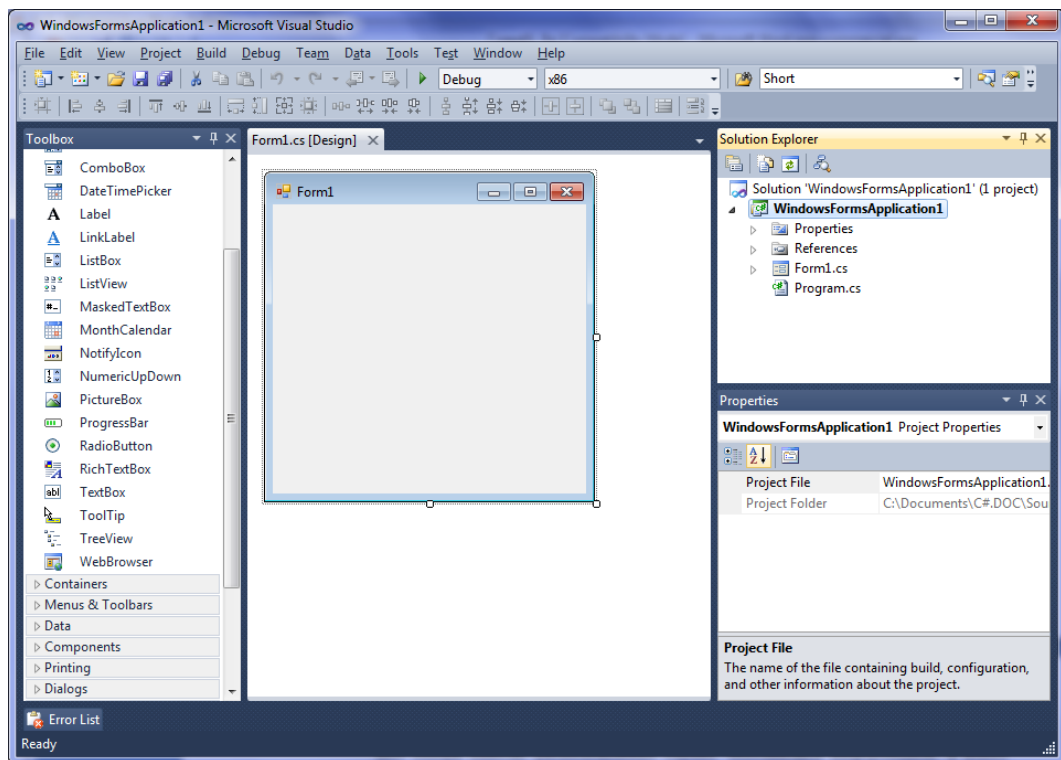 WindowsFormsApplication1 - Microsoft Visual Studio
File Edit View Project Build Debug Team Data Tools Test Window Help
Debug x86 Short
Toolbox
ComboBox
DateTimePicker
A Label
A LinkLabel
ListBox
ListView
MaskedTextBox
MonthCalendar
NotifyIcon
NumericUpDown
PictureBox
ProgressBar
RadioButton
RichTextBox
abl TextBox
ToolTip
TreeView
WebBrowser
Containers
Menus & Toolbars
Data
Components
Printing
Dialogs
Form1.cs [Design]
Form1
Solution Explorer
Solution 'WindowsFormsApplication1' (1 project)
WindowsFormsApplication1
Properties
References
Form1.cs
Program.cs
Properties
WindowsFormsApplication1 Project Properties
Project File WindowsFormsApplication1.
Project Folder C:\Documents\C#.DOC\Sou
Project File
The name of the file containing build, configuration,
and other information about the project.
Error List
Ready